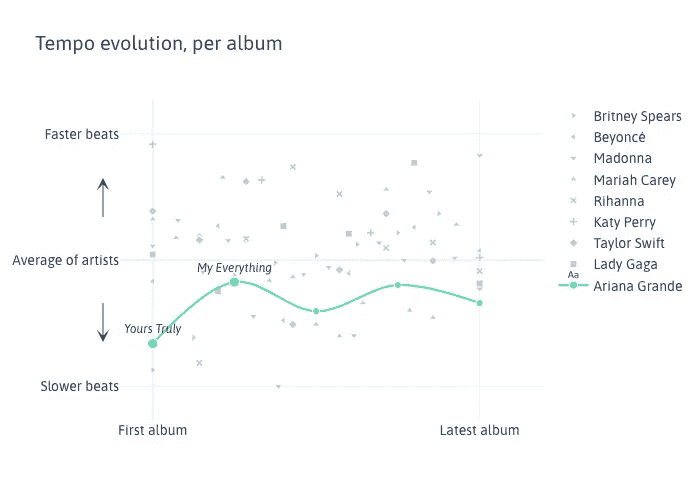 Tempo evolution, per album
Faster beats
Average of artists
Slower beats
My Everything
Yours Truly
First album
Latest album
Britney Spears
Beyoncé
Madonna
Mariah Carey
Rihanna
Katy Perry
Taylor Swift
Lady Gaga
Aa
Ariana Grande